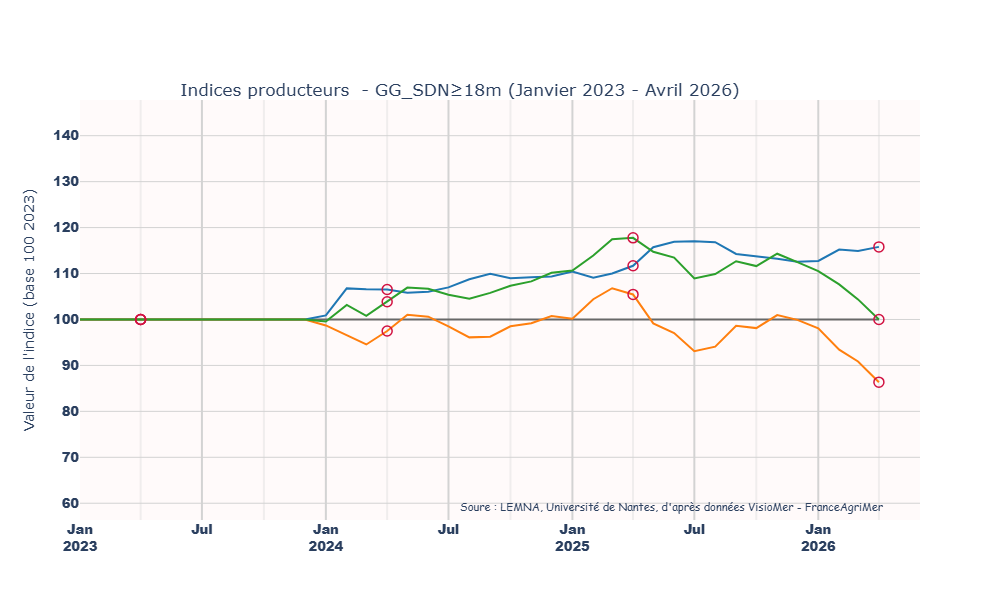 Indices producteurs - GG_SDN≥18m (Janvier 2023 - Avril 2026)
Valeur de l'indice (base 100 2023)
140
130
120
110
100
90
80
70
60
Soure : LEMNA, Université de Nantes, d'après données VisioMer - FranceAgriMer
Jan Jul Jan Jul Jan Jul Jan
2023 2024 2025 2026